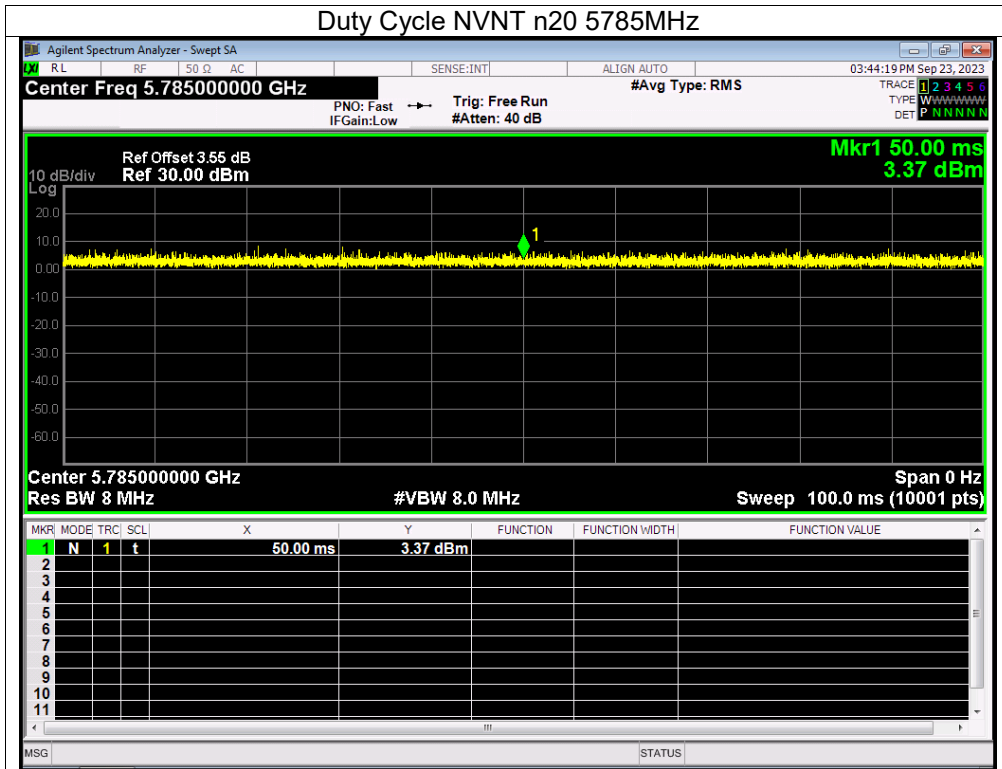 Duty Cycle NVNT n20 5785MHz
Agilent Spectrum Analyzer - Swept SA
LXI RL RF 50 Ω AC SENSE:INT ALIGN AUTO 03:44:19 PM Sep 23, 2023
Center Freq 5.785000000 GHz #Avg Type: RMS TRACE 1 2 3 4 5 6
PNO: Fast Trig: Free Run TYPE WWWWWW
IFGain:Low #Atten: 40 dB DET P N N N N N
Mkr1 50.00 ms
3.37 dBm
Ref Offset 3.55 dB
10 dB/div Ref 30.00 dBm
Log
20.0
10.0
1
0.00
-10.0
-20.0
-30.0
-40.0
-50.0
-60.0
Center 5.785000000 GHz Span 0 Hz
Res BW 8 MHz #VBW 8.0 MHz Sweep 100.0 ms (10001 pts)
MKR MODE TRC SCL X Y FUNCTION FUNCTION WIDTH FUNCTION VALUE
1 N 1 t 50.00 ms 3.37 dBm
2
3
4
5
6
7
8
9
10
11
MSG STATUS